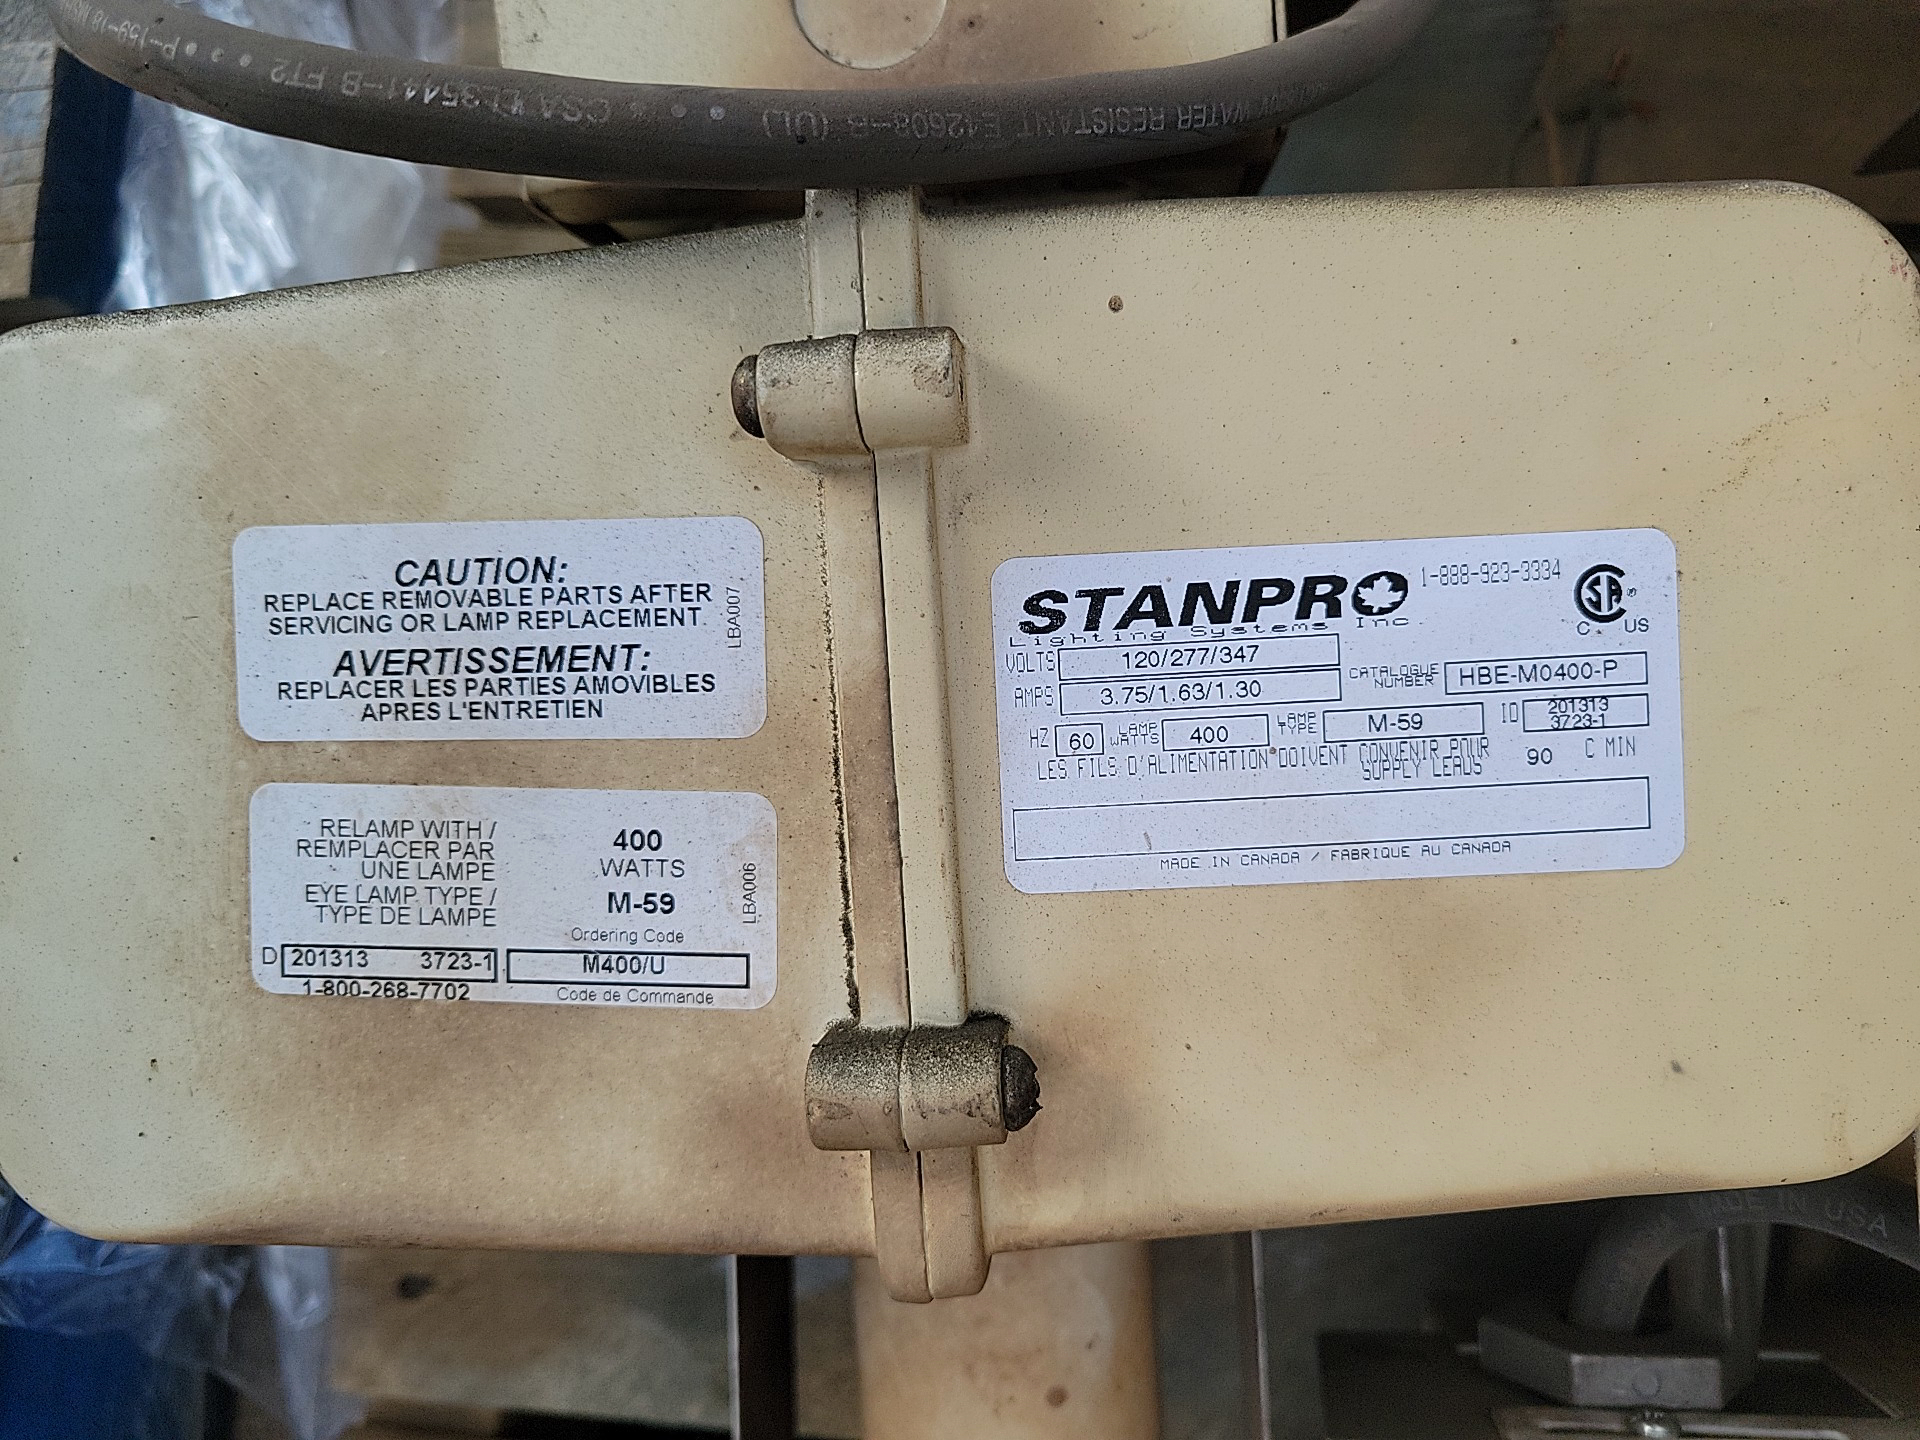 WATER RESISTANT E42608-B (UL) CSA LL35441-B FT2 P-159-18
CAUTION:
REPLACE REMOVABLE PARTS AFTER
SERVICING OR LAMP REPLACEMENT.
AVERTISSEMENT:
REPLACER LES PARTIES AMOVIBLES
APRES L'ENTRETIEN
LBA007
RELAMP WITH /
REMPLACER PAR
UNE LAMPE
400
WATTS
EYE LAMP TYPE /
TYPE DE LAMPE
M-59
Ordering Code
D 201313 3723-1 M400/U
1-800-268-7702 Code de Commande
LBA006
STANPRO 1-888-923-3334
Lighting Systems Inc.
C US
VOLTS 120/277/347
AMPS 3.75/1.63/1.30
CATALOGUE
NUMBER
HBE-M0400-P
HZ 60 LAMP WATTS 400 LAMP TYPE M-59 ID 201313
3723-1
LES FILS D'ALIMENTATION DOIVENT CONVENIR POUR
SUPPLY LEADS 90 C MIN
MADE IN CANADA / FABRIQUE AU CANADA
MADE IN USA